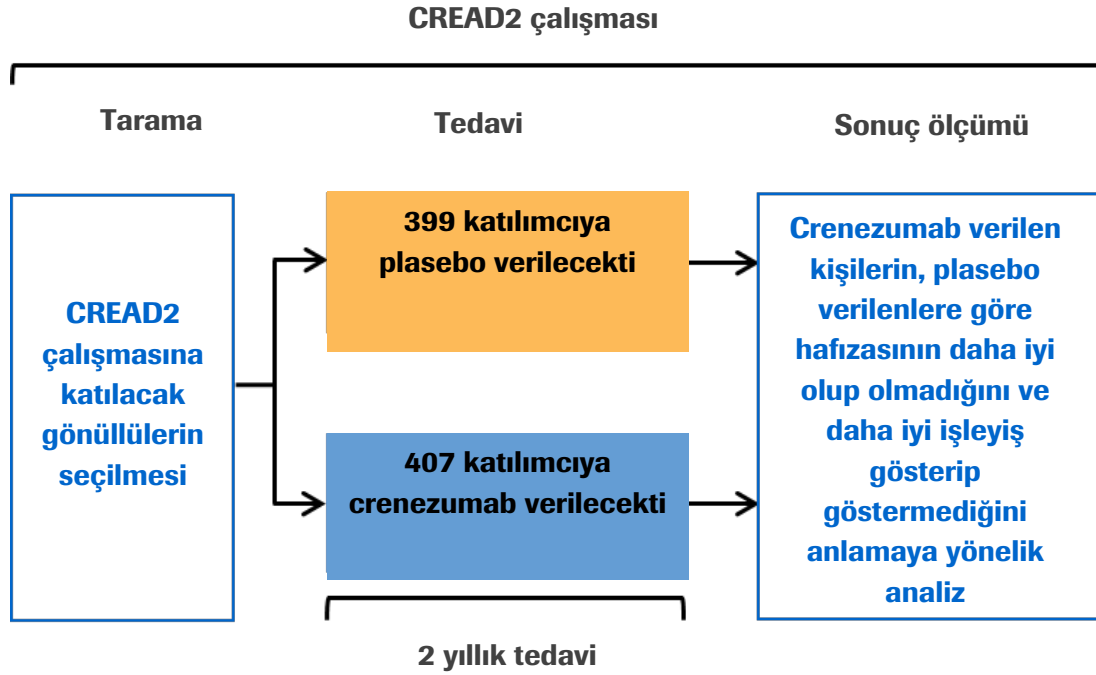 CREAD2 çalışması
Tarama
Tedavi
Sonuç ölçümü
CREAD2
çalışmasına
katılacak
gönüllülerin
seçilmesi
399 katılımcıya
plasebo verilecekti
407 katılımcıya
crenezumab verilecekti
Crenezumab verilen
kişilerin, plasebo
verilenlere göre
hafızasının daha iyi
olup olmadığını ve
daha iyi işleyiş
gösterip
göstermediğini
anlamaya yönelik
analiz
2 yıllık tedavi